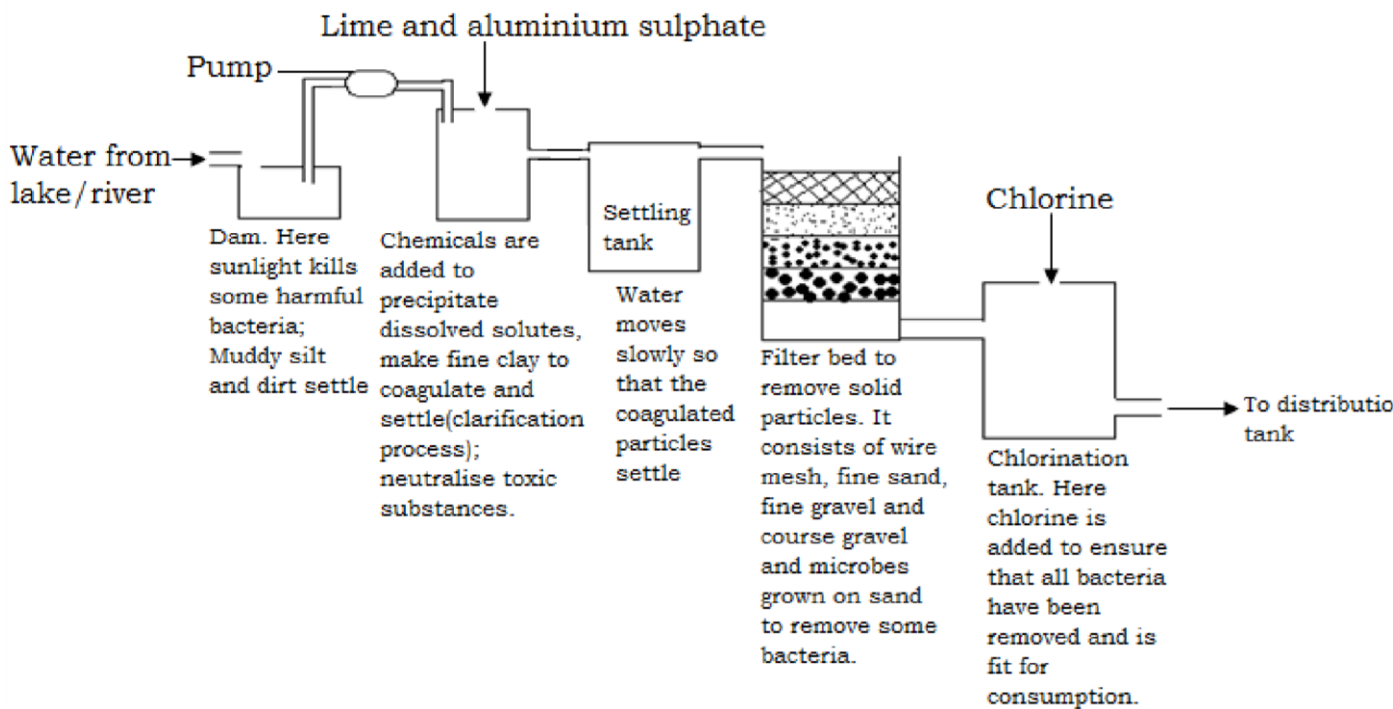 Lime and aluminium sulphate
Pump
Water from
lake/river
Dam. Here
sunlight kills
some harmful
bacteria;
Muddy silt
and dirt settle
Chemicals are
added to
precipitate
dissolved solutes,
make fine clay to
coagulate and
settle(clarification
process);
neutralise toxic
substances.
Settling
tank
Water
moves
slowly so
that the
coagulated
particles
settle
Filter bed to
remove solid
particles. It
consists of wire
mesh, fine sand,
fine gravel and
course gravel
and microbes
grown on sand
to remove some
bacteria.
Chlorine
Chlorination
tank. Here
chlorine is
added to ensure
that all bacteria
have been
removed and is
fit for
consumption.
To distributio
tank